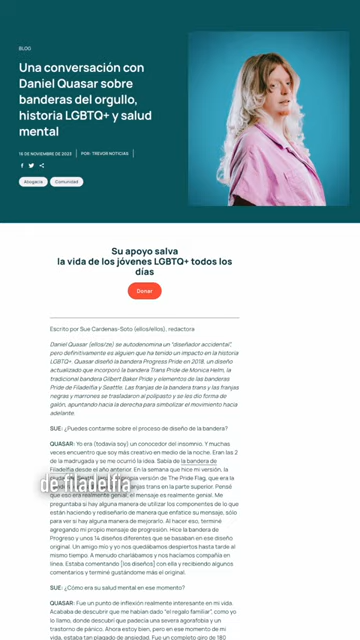 BLOG
Una conversación con
Daniel Quasar sobre
banderas del orgullo,
historia LGBTQ+ y salud
mental
16 DE NOVIEMBRE DE 2023
POR: TREVOR NOTICIAS
Abogacia
Comunidad
Su apoyo salva
la vida de los jóvenes LGBTQ+ todos los
días
Donar
Escrito por Sue Cardenas-Soto (ellos/ellos), redactora
Daniel Quasar (ellos/ze) se autodenomina un "diseñador accidental",
pero definitivamente es alguien que ha tenido un impacto en la historia
LGBTQ+. Quasar diseñó la bandera Progress Pride en 2018, un diseño
actualizado que incorporó la bandera Trans Pride de Monica Helm, la
tradicional bandera Gilbert Baker Pride y elementos de las banderas
Pride de Filadelfia y Seattle. Las franjas de la bandera trans y las franjas
negras y marrones se trasladaron al polipasto y se les dio forma de
galón, apuntando hacia la derecha para simbolizar el movimiento hacia
adelante.
SUE: ¿Puedes contarme sobre el proceso de diseño de la bandera?
QUASAR: Yo era (todavía soy) un conocedor del insomnio. Y muchas
veces encuentro que soy más creativo en medio de la noche. Eran las 2
de la madrugada y se me ocurrió la idea. Sabía de la bandera de
Filadelfia desde el año anterior. En la semana que hice mi versión, la
de filadelfia
propia versión de The Pride Flag, que era la
franjas trans en la parte superior. Pensé
que eso era realmente genial, el mensaje es realmente genial. Me
preguntaba si hay alguna manera de utilizar los componentes de lo que
están haciendo y rediseñarlo de manera que enfatice su mensaje, sólo
para ver si hay alguna manera de mejorarlo. Al hacer eso, terminé
agregando mi propio mensaje de progresión. Hice la bandera de
Progreso y unos 14 diseños diferentes que se basaban en ese diseño
original. Un amigo mío y yo nos quedábamos despiertos hasta tarde al
mismo tiempo. A menudo charlábamos y nos hacíamos compañía en
línea. Estaba comentando [los diseños] con ella y recibiendo algunos
comentarios y terminé gustándome más el original.
SUE: ¿Cómo era su salud mental en ese momento?
QUASAR: Fue un punto de inflexión realmente interesante en mi vida.
Acababa de descubrir que me habían dado "el regalo familiar", como yo
lo llamo, donde descubrí que padecía una severa agorafobia y un
trastorno de pánico. Ahora estoy bien, pero en ese momento de mi
vida, estaba tan plagado de ansiedad. Fue un completo giro de 180